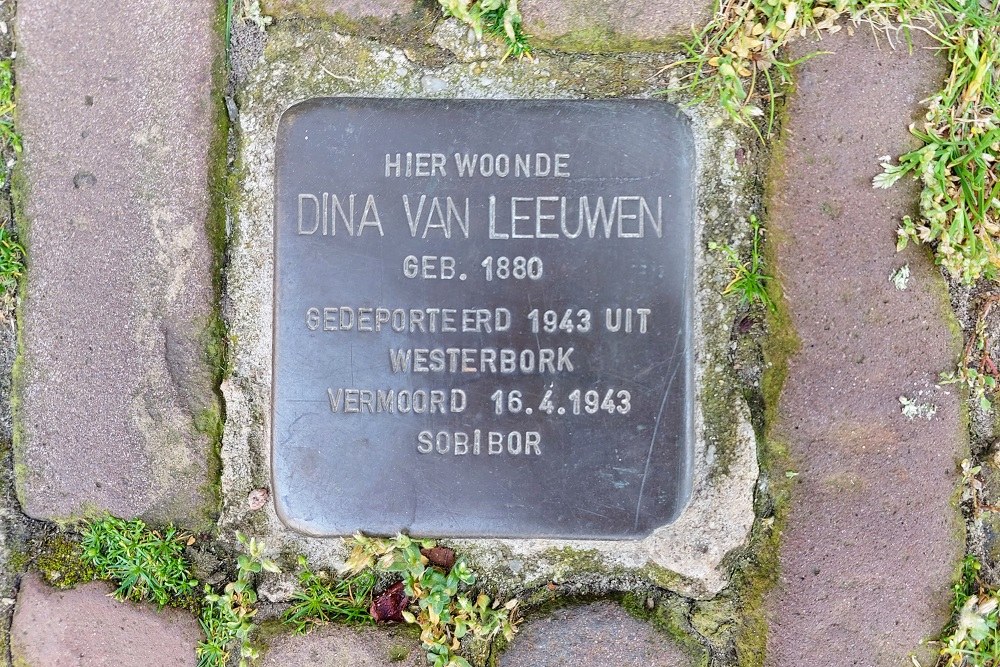 HIER WOONDE
DINA VAN LEEUWEN
GEB. 1880
GEDEPORTEERD 1943 UIT
WESTERBORK
VERMOORD 16.4.1943
SOBIBOR